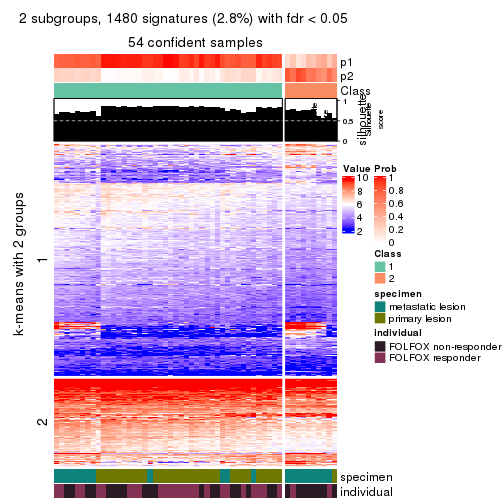 2 subgroups, 1480 signatures (2.8%) with fdr < 0.05
54 confident samples
p1
p2
Class
1
0.5
0
silhouette
score
k-means with 2 groups
1
2
Value
10
8
6
4
2
Prob
1
0.8
0.6
0.4
0.2
0
Class
1
2
specimen
metastatic lesion
primary lesion
individual
FOLFOX non-responder
FOLFOX responder
specimen
individual